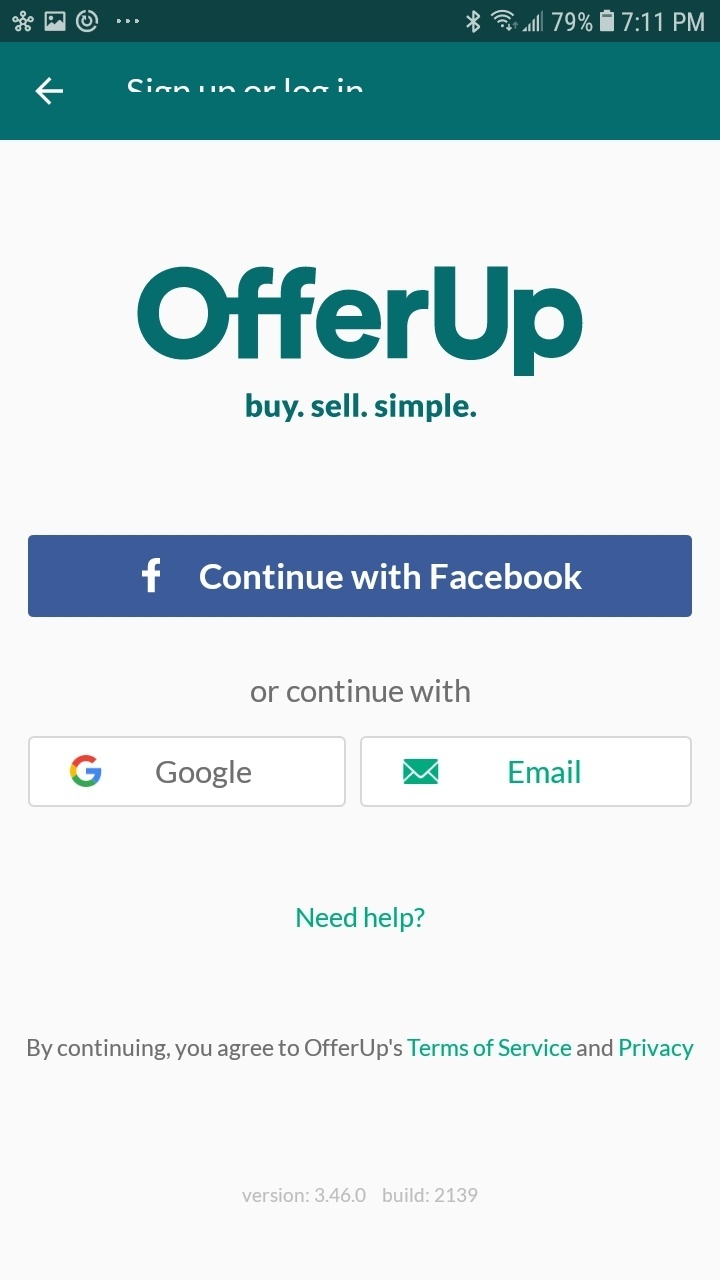 79% 7:11 PM
Sign up or log in
OfferUp
buy. sell. simple.
f Continue with Facebook
or continue with
G Google Email
Need help?
By continuing, you agree to OfferUp's Terms of Service and Privacy
version: 3.46.0 build: 2139